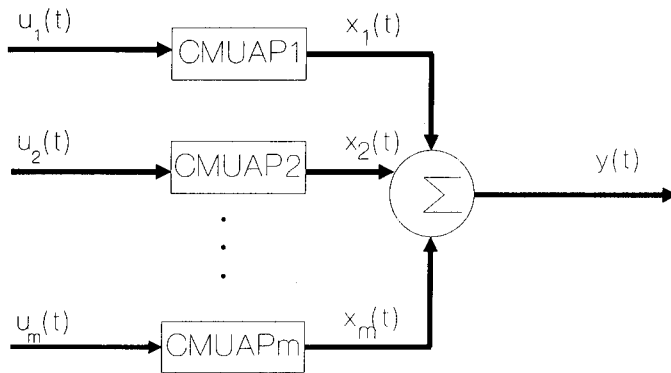 u₁(t)
CMUAP1
x₁(t)
u₂(t)
CMUAP2
x₂(t)
Σ
y(t)
uₘ(t)
CMUAPm
xₘ(t)